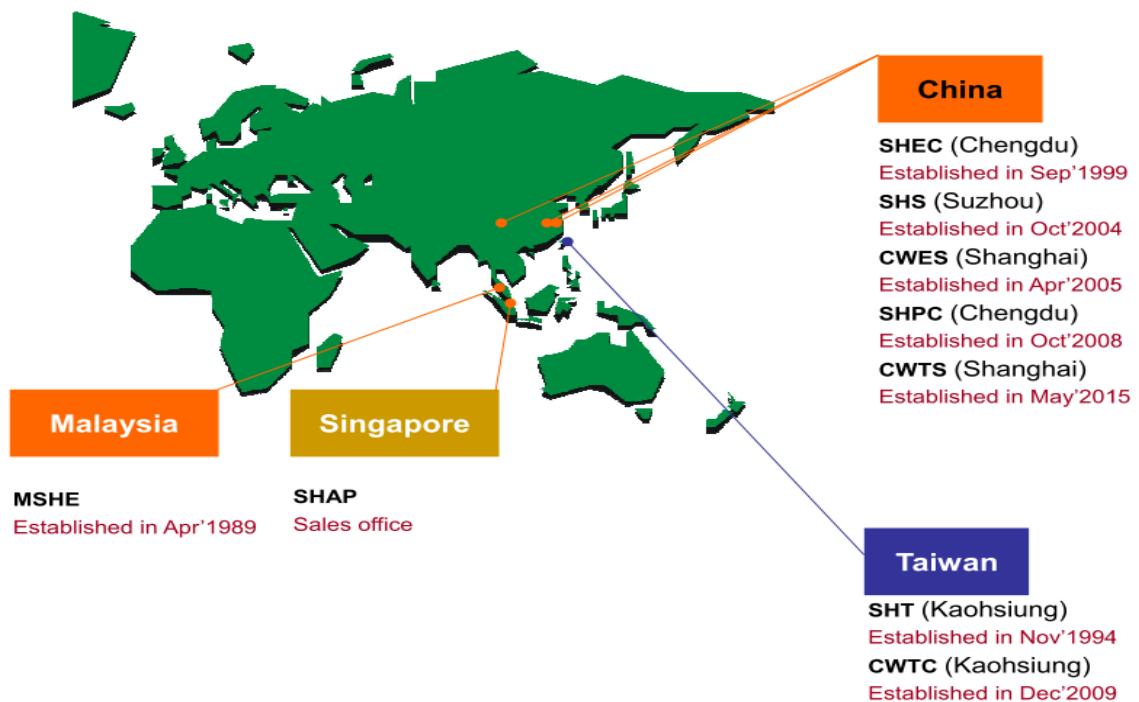 China
SHEC (Chengdu)
Established in Sep'1999
SHS (Suzhou)
Established in Oct'2004
CWES (Shanghai)
Established in Apr'2005
SHPC (Chengdu)
Established in Oct'2008
CWTS (Shanghai)
Established in May'2015
Malaysia
MSHE
Established in Apr'1989
Singapore
SHAP
Sales office
Taiwan
SHT (Kaohsiung)
Established in Nov'1994
CWTC (Kaohsiung)
Established in Dec'2009